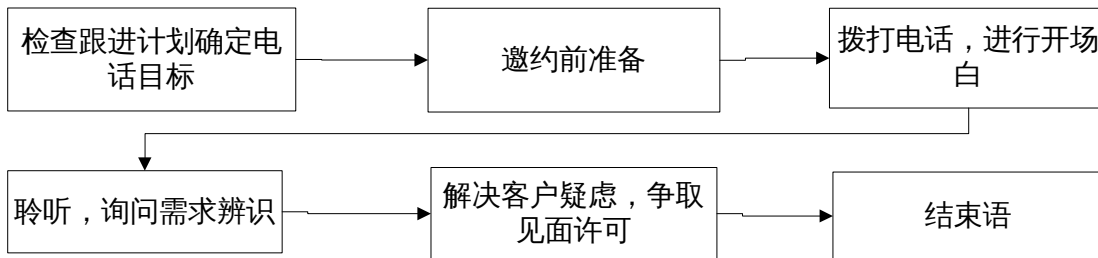 检查跟进计划确定电
话目标
邀约前准备
拨打电话，进行开场
白
聆听，询问需求辨识
解决客户疑虑，争取
见面许可
结束语